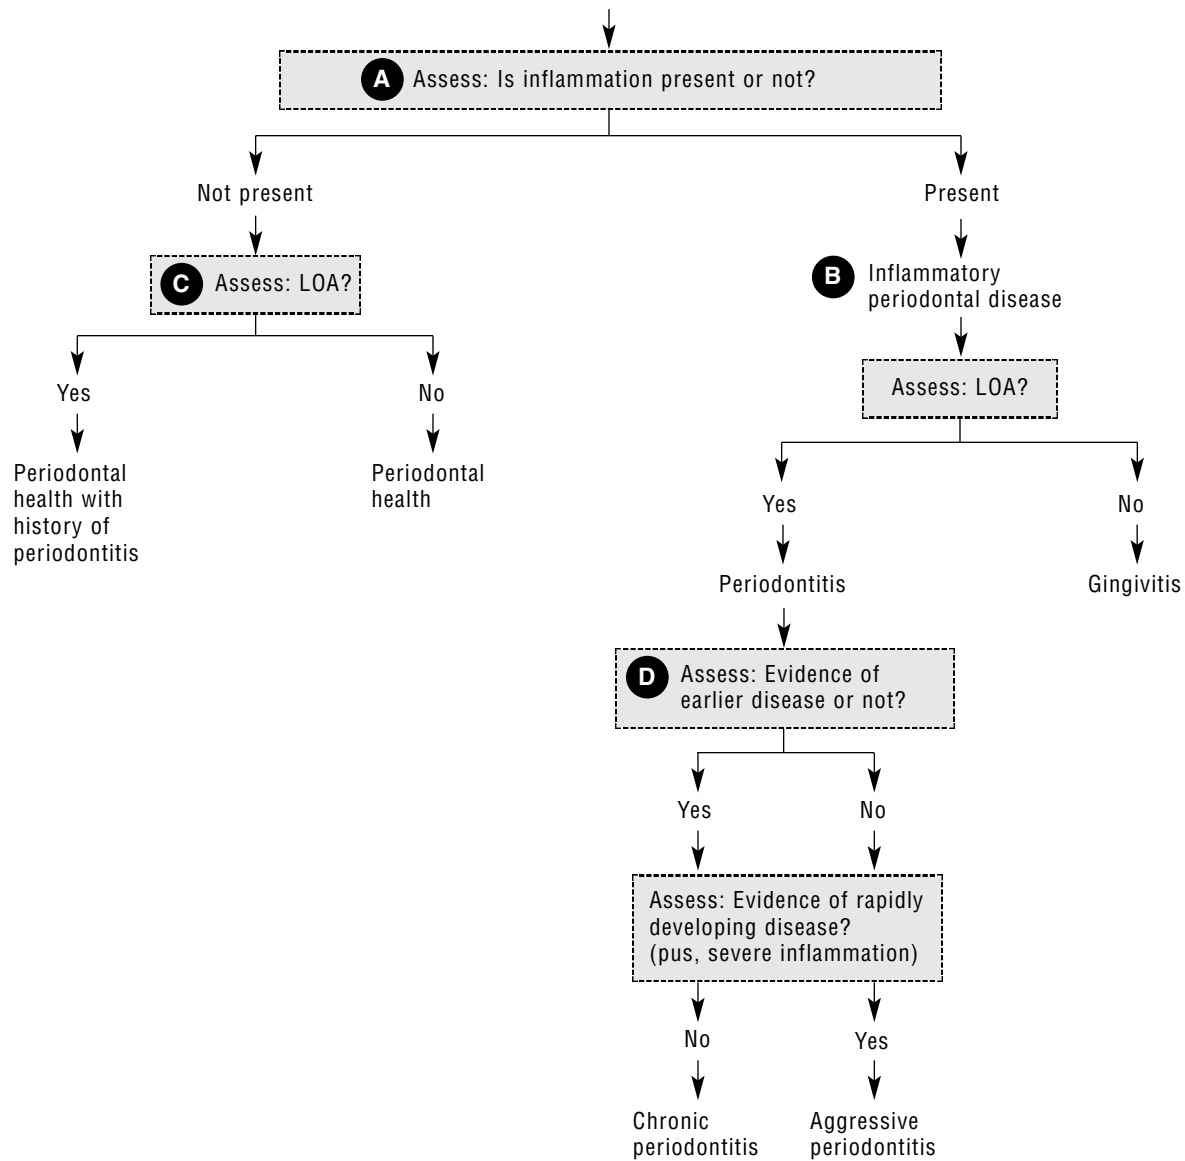 A Assess: Is inflammation present or not?
Not present
Present
C Assess: LOA?
B Inflammatory
periodontal disease
Assess: LOA?
Yes
No
Periodontal
health with
history of
periodontitis
Periodontal
health
Yes
No
Periodontitis
Gingivitis
D Assess: Evidence of
earlier disease or not?
Yes
No
Assess: Evidence of rapidly
developing disease?
(pus, severe inflammation)
No
Yes
Chronic
periodontitis
Aggressive
periodontitis